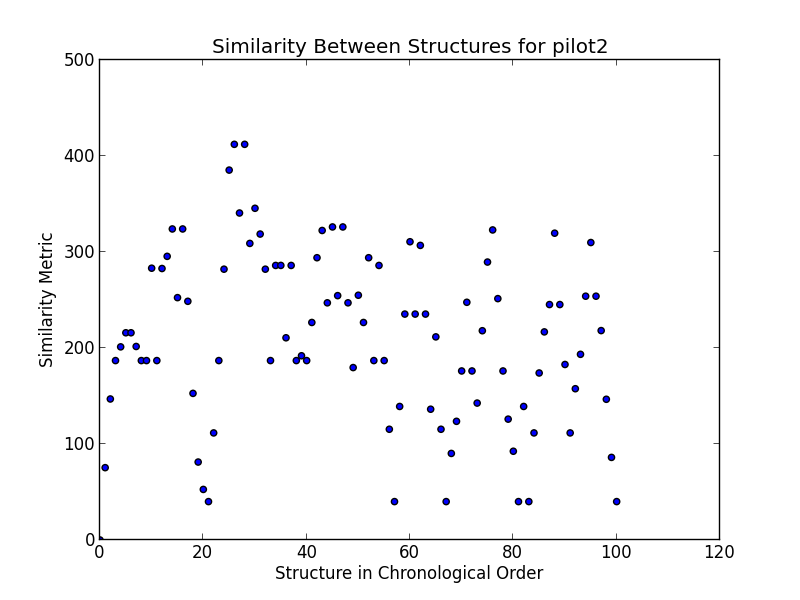 Similarity Between Structures for pilot2
500
400
300
200
100
0
Similarity Metric
0 20 40 60 80 100 120
Structure in Chronological Order